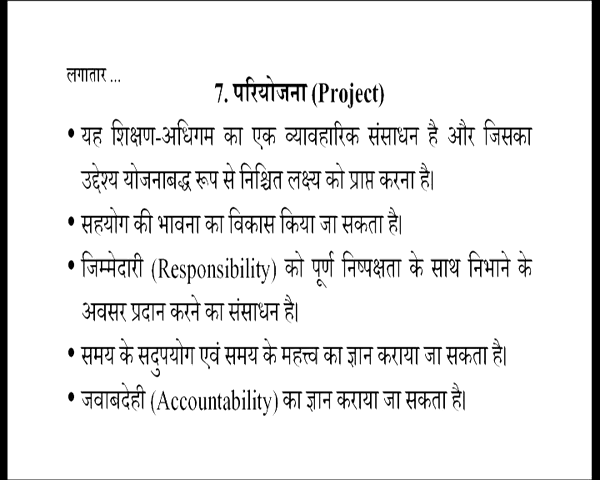 लगातार ...
7. परियोजना (Project)
• यह शिक्षण-अधिगम का एक व्यावहारिक संसाधन है और जिसका
उद्देश्य योजनाबद्ध रूप से निश्चित लक्ष्य को प्राप्त करना है।
• सहयोग की भावना का विकास किया जा सकता है।
• जिम्मेदारी (Responsibility) को पूर्ण निष्पक्षता के साथ निभाने के
अवसर प्रदान करने का संसाधन है।
• समय के सदुपयोग एवं समय के महत्त्व का ज्ञान कराया जा सकता है।
• जवाबदेही (Accountability) का ज्ञान कराया जा सकता है।